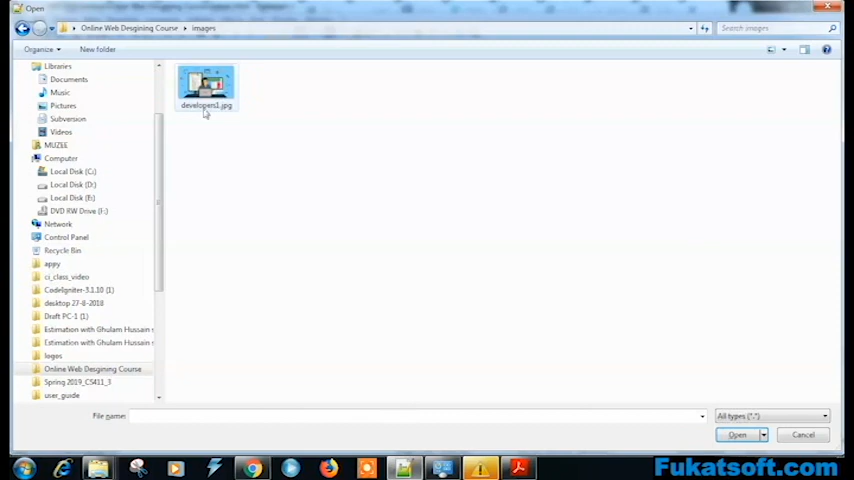 Open
Online Web Desgining Course
images
Search images
Organize
New folder
Libraries
Documents
Music
Pictures
Subversion
Videos
MUZEE
Computer
Local Disk (C:)
Local Disk (D:)
Local Disk (E:)
DVD RW Drive (F:)
Network
Control Panel
Recycle Bin
appy
ci_class_video
CodeIgniter-3.1.10 (1)
desktop 27-8-2018
Draft PC-1 (1)
Estimation with Ghulam Hussain s
Estimation with Ghulam Hussain s
logos
Online Web Desgining Course
Spring 2019_CS411_3
user_guide
developers1.jpg
File name:
All types (*.*)
Open
Cancel
Fukatsoft.com